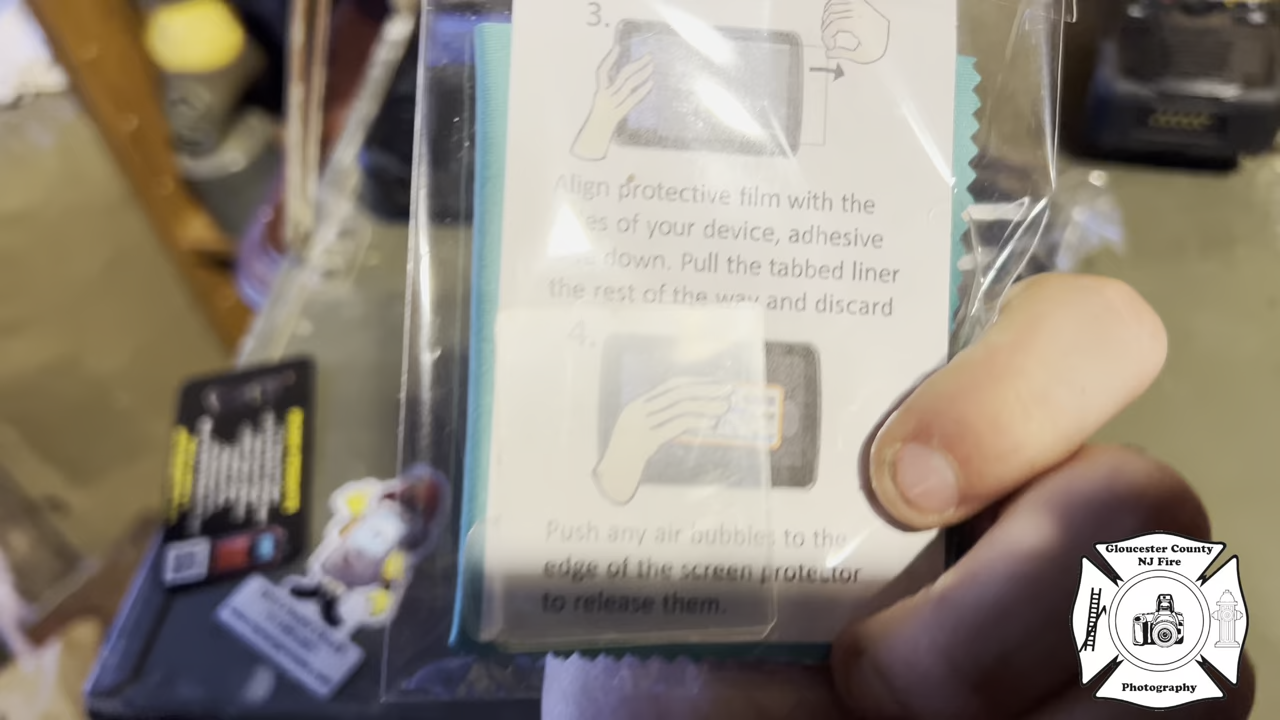 3.
Align protective film with the
es of your device, adhesive
down. Pull the tabbed liner
the rest of the way and discard
4.
Push any air bubbles to the
edge of the screen protector
to release them.
Gloucester County
NJ Fire
Photography